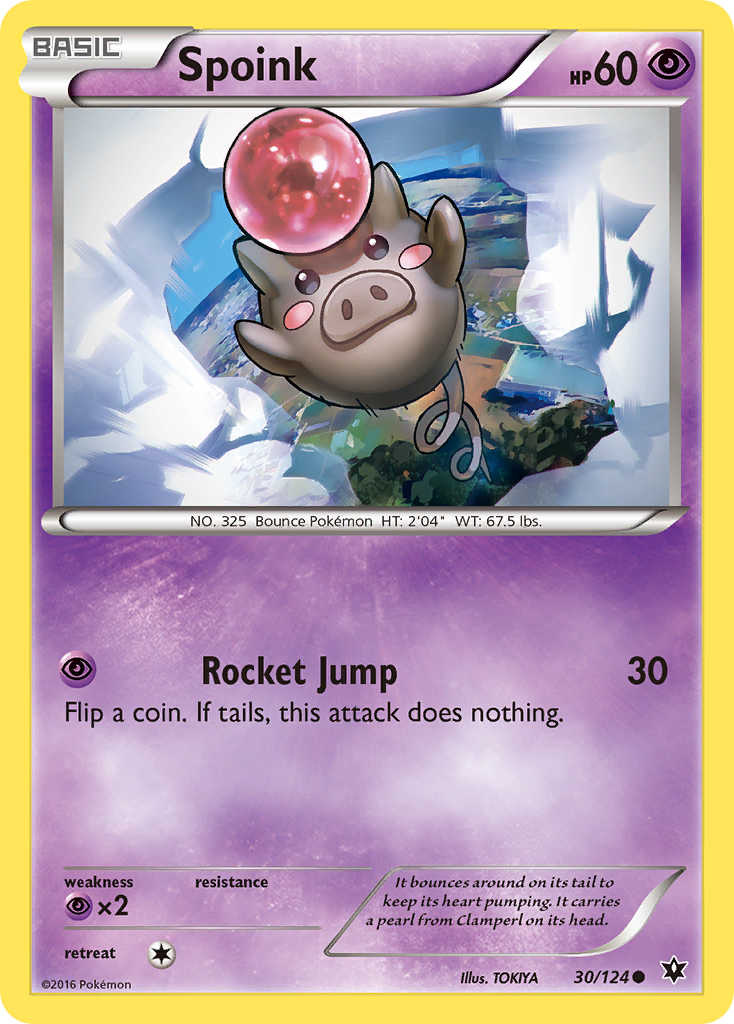 BASIC
Spoink
HP60
NO. 325 Bounce Pokémon HT: 2'04" WT: 67.5 lbs.
Rocket Jump 30
Flip a coin. If tails, this attack does nothing.
weakness resistance
×2
retreat
It bounces around on its tail to
keep its heart pumping. It carries
a pearl from Clamperl on its head.
©2016 Pokémon
Illus. TOKIYA
30/124